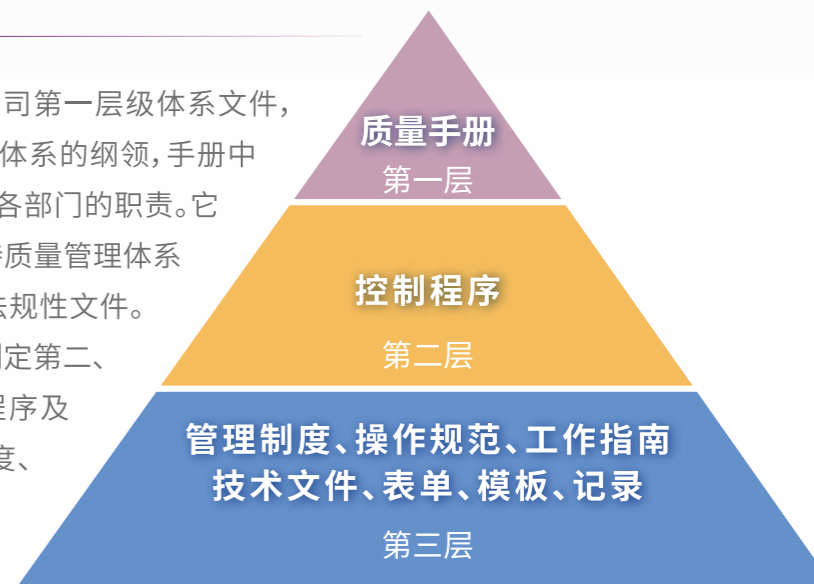 司第一层级体系文件，
体系的纲领，手册中
各部门的职责。它
质量管理体系
法规性文件。
制定第二、
程序及
度、
质量手册
第一层
控制程序
第二层
管理制度、操作规范、工作指南
技术文件、表单、模板、记录
第三层